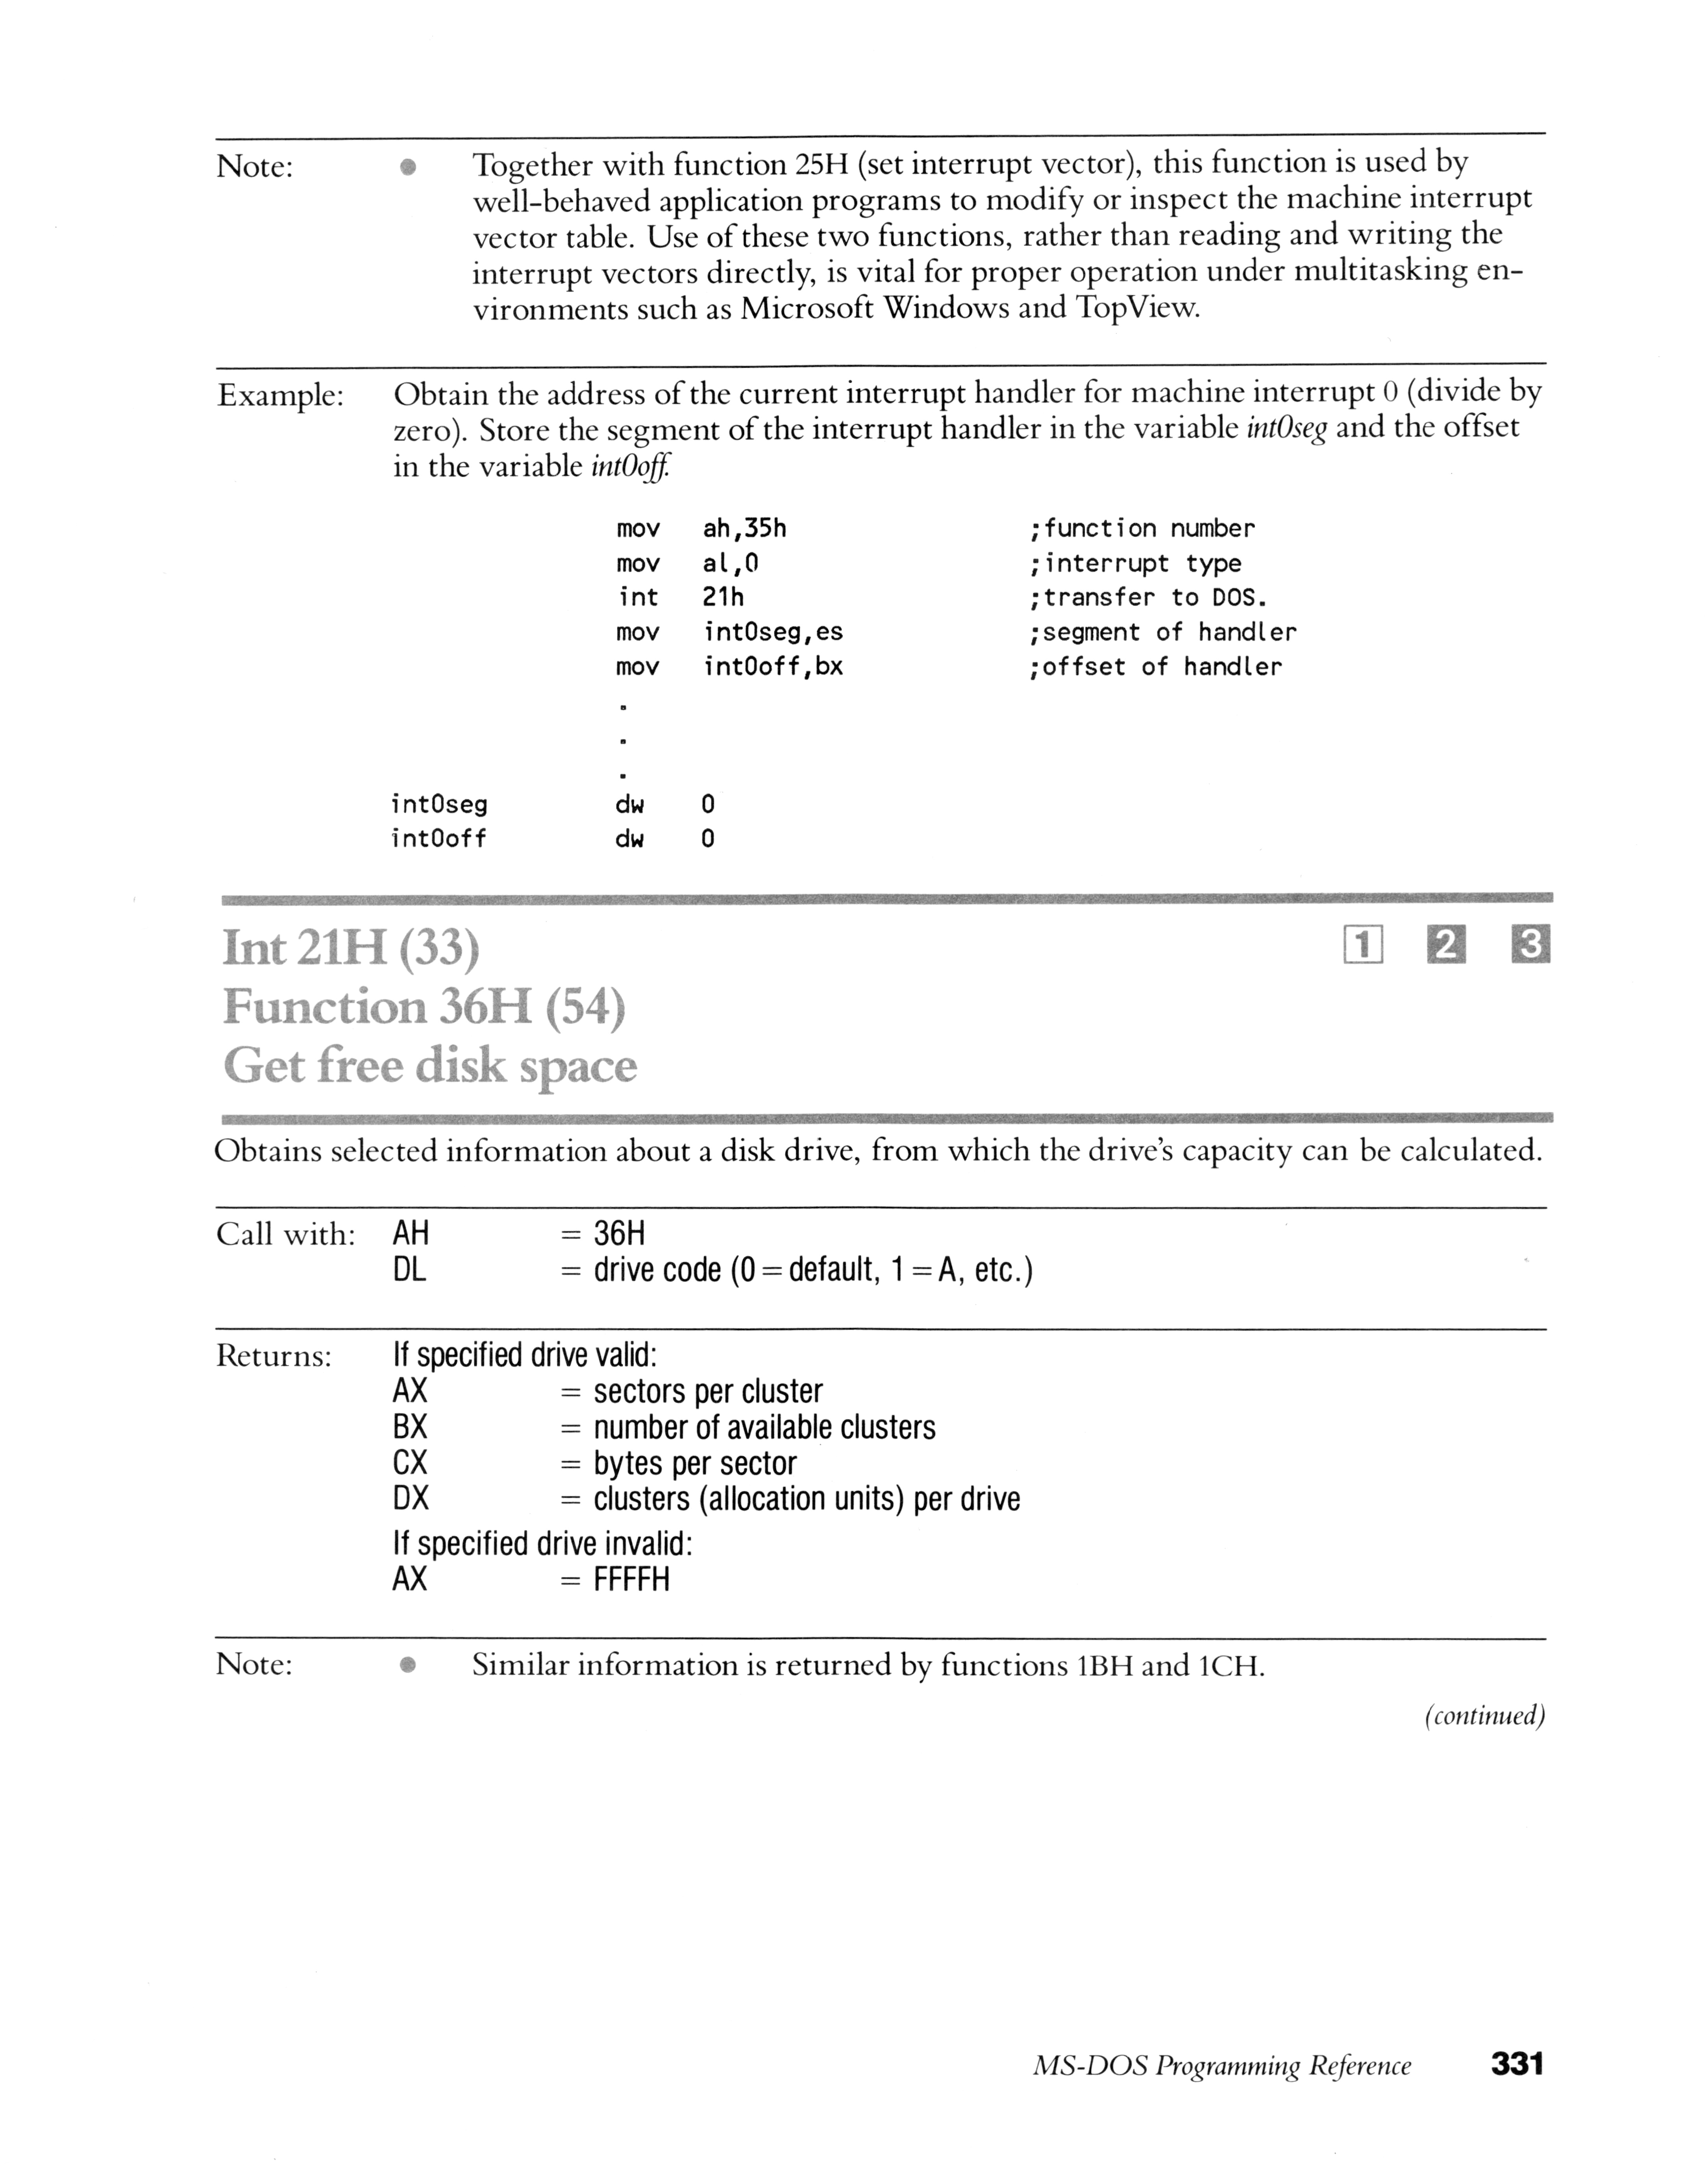 Note: ● Together with function 25H (set interrupt vector), this function is used by
well-behaved application programs to modify or inspect the machine interrupt
vector table. Use of these two functions, rather than reading and writing the
interrupt vectors directly, is vital for proper operation under multitasking en-
vironments such as Microsoft Windows and TopView.
Example: Obtain the address of the current interrupt handler for machine interrupt 0 (divide by
zero). Store the segment of the interrupt handler in the variable int0seg and the offset
in the variable int0off.
mov ah,35h ;function number
mov al,0 ;interrupt type
int 21h ;transfer to DOS.
mov int0seg,es ;segment of handler
mov int0off,bx ;offset of handler
.
.
.
int0seg dw 0
int0off dw 0
Int 21H (33) 1 2 3
Function 36H (54)
Get free disk space
Obtains selected information about a disk drive, from which the drive's capacity can be calculated.
Call with: AH = 36H
DL = drive code (0 = default, 1 = A, etc.)
Returns: If specified drive valid:
AX = sectors per cluster
BX = number of available clusters
CX = bytes per sector
DX = clusters (allocation units) per drive
If specified drive invalid:
AX = FFFFH
Note: ● Similar information is returned by functions 1BH and 1CH.
(continued)
MS-DOS Programming Reference 331